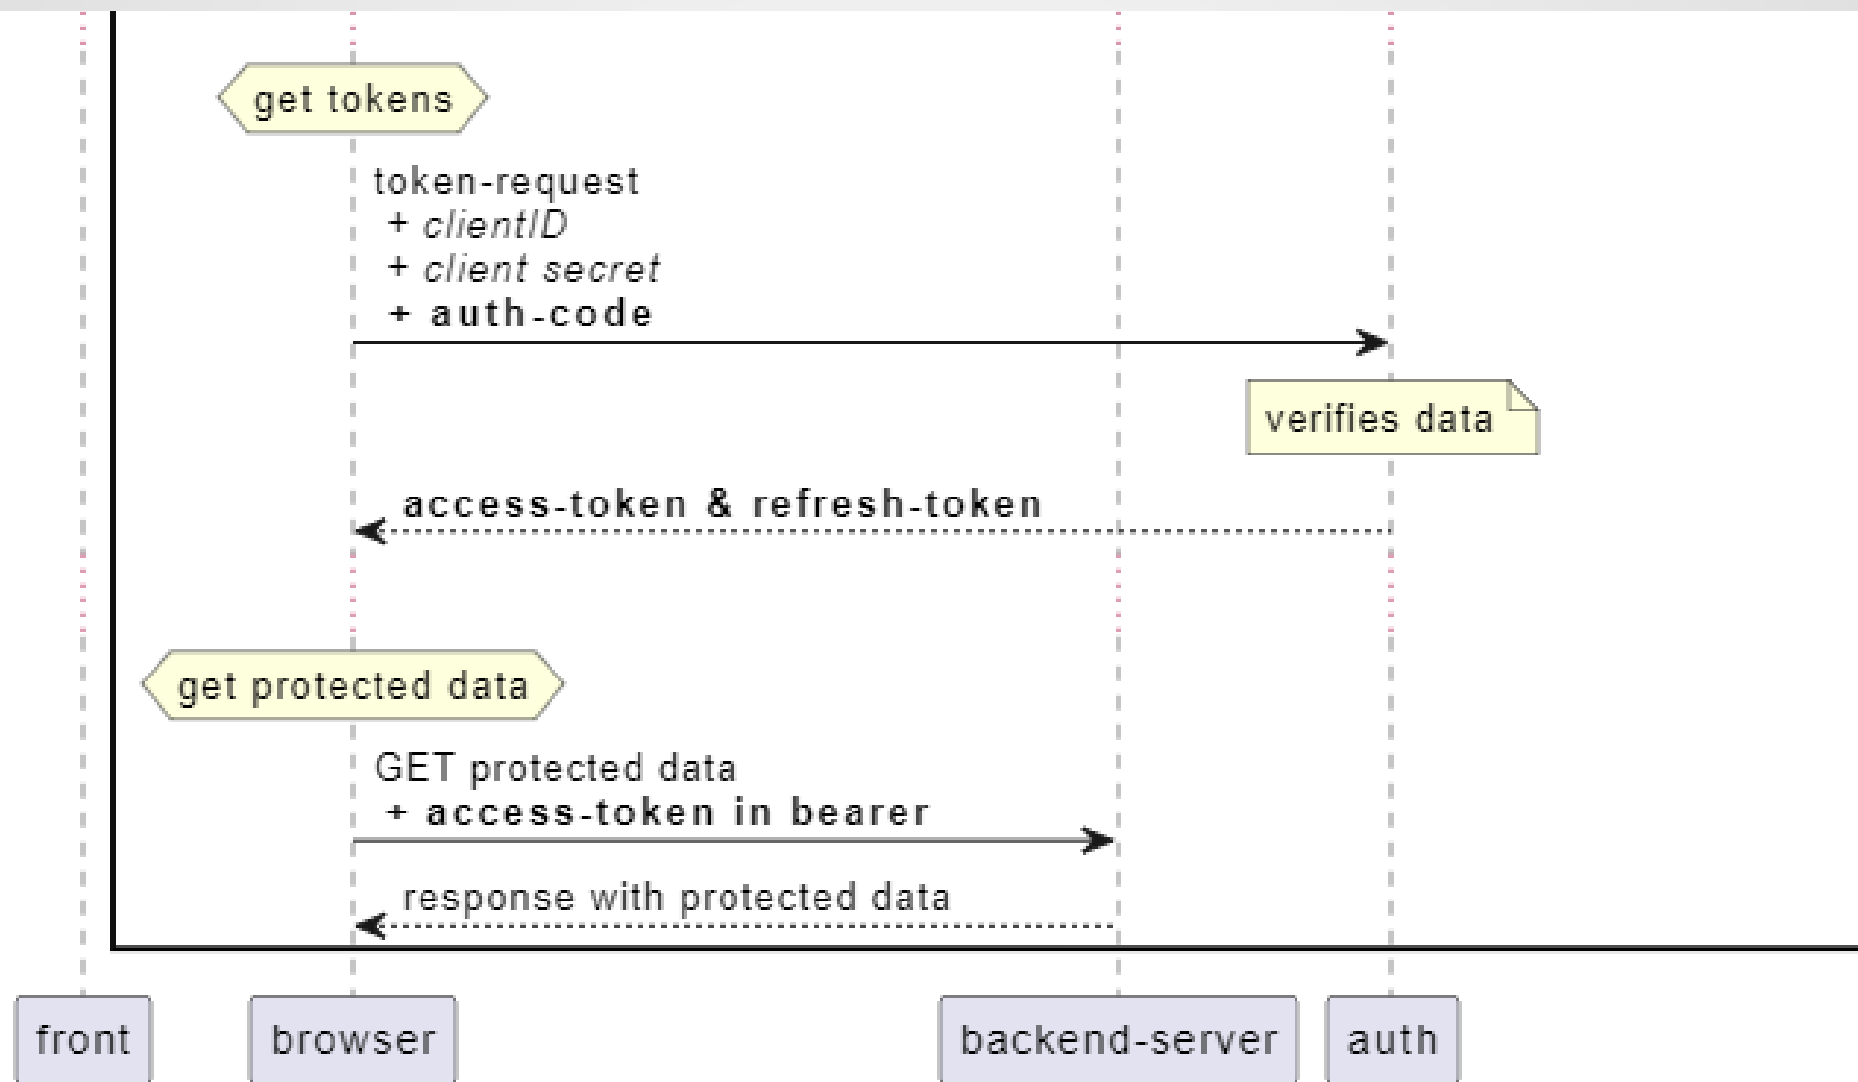 get tokens
token-request
+ clientID
+ client secret
+ auth-code
verifies data
access-token & refresh-token
get protected data
GET protected data
+ access-token in bearer
response with protected data
front
browser
backend-server
auth